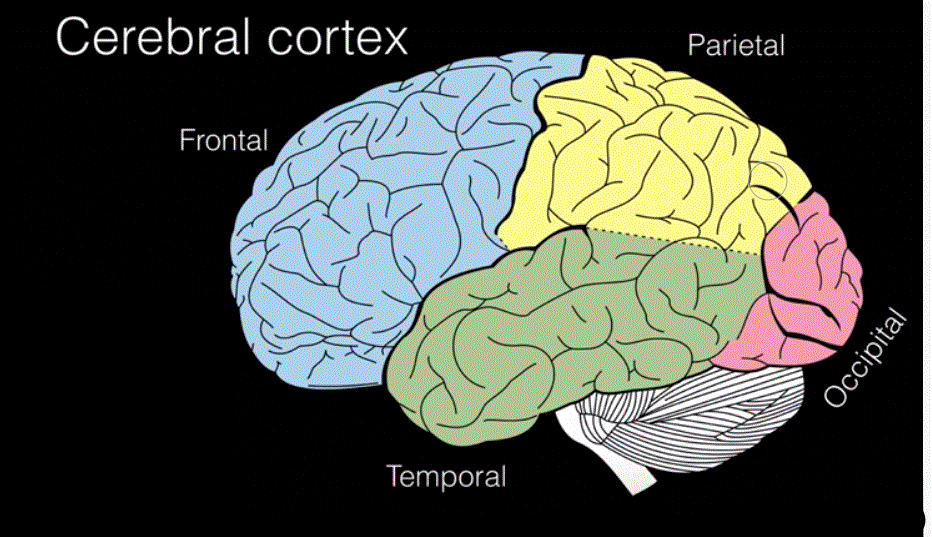 Cerebral cortex
Parietal
Frontal
Occipital
Temporal